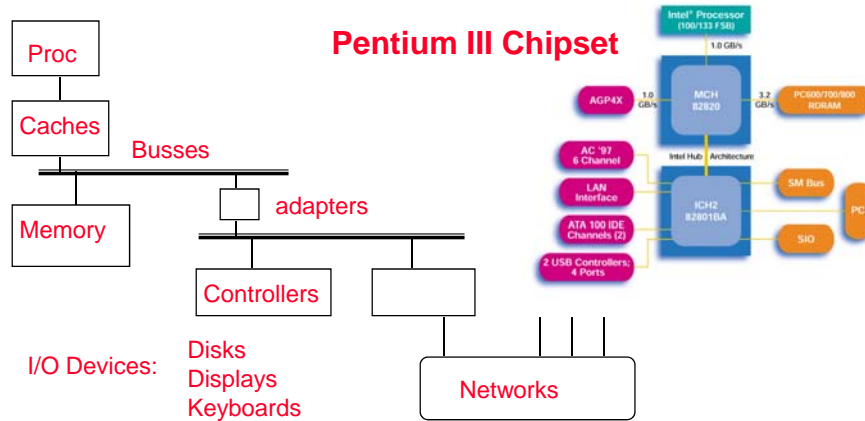 Pentium III Chipset
Proc
Caches
Busses
Memory
adapters
Controllers
I/O Devices:
Disks
Displays
Keyboards
Networks
Intel® Processor
(100/133 FSB)
1.0 GB/s
AGP4X
1.0
GB/s
MCH
82820
3.2
GB/s
PC600/700/800
RDRAM
Intel Hub Architecture
AC '97
6 Channel
LAN
Interface
ATA 100 IDE
Channels (2)
2 USB Controllers;
4 Ports
ICH2
82801BA
SM Bus
PC
SIO